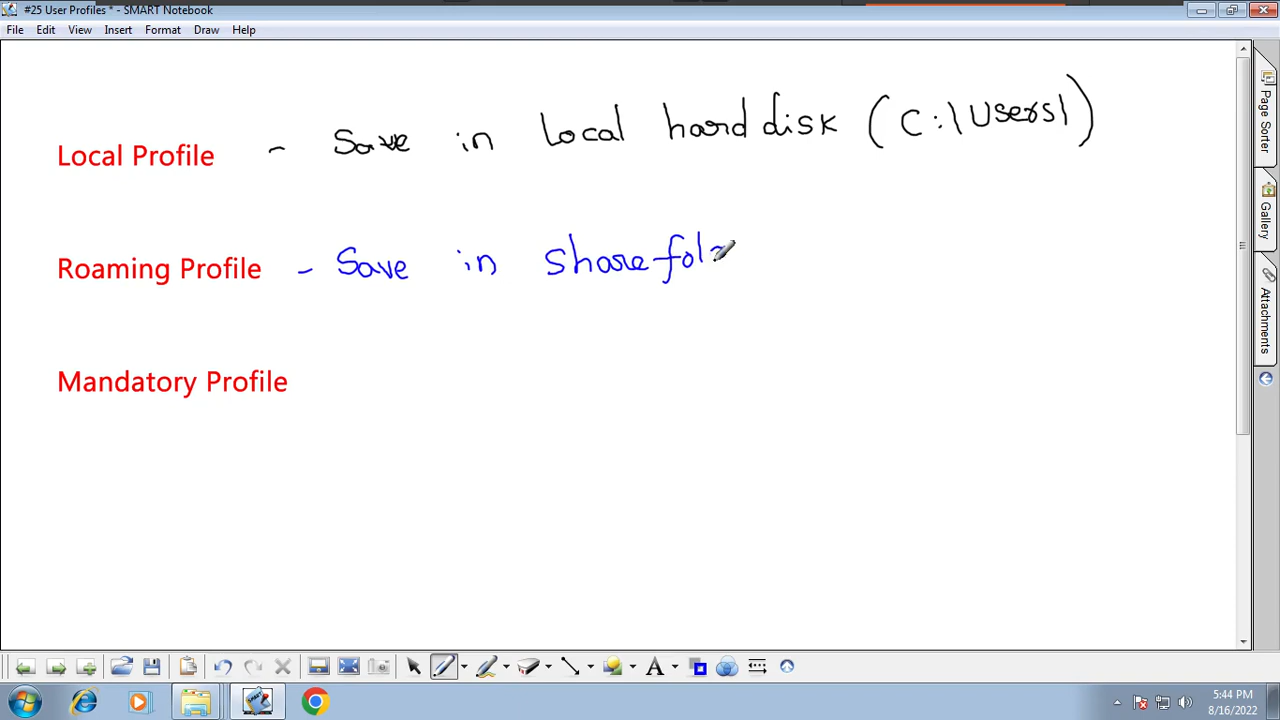 #25 User Profiles * - SMART Notebook
File Edit View Insert Format Draw Help
Local Profile - Save in local hard disk (C:\Users\)
Roaming Profile - Save in share fol
Mandatory Profile
Page Sorter
Gallery
Attachments
5:44 PM
8/16/2022